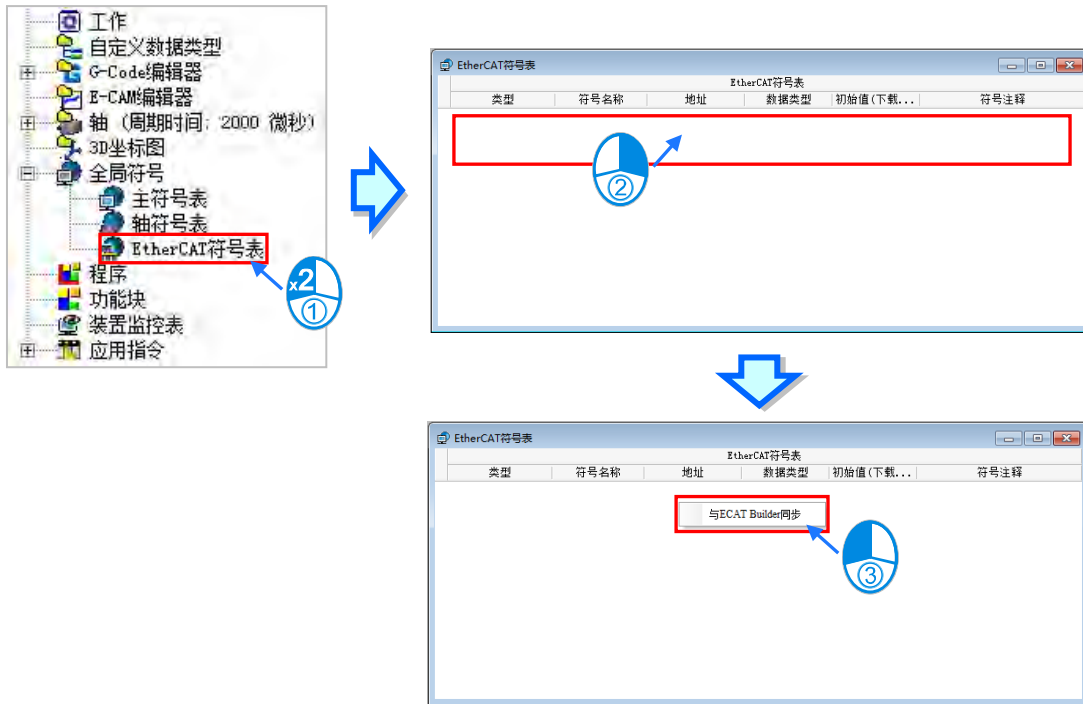 工作
自定义数据类型
G-Code编辑器
E-CAM编辑器
轴 (周期时间: 2000 微秒)
3D坐标图
全局符号
主符号表
轴符号表
EtherCAT符号表
程序
功能块
装置监控表
应用指令
x2
①
EtherCAT符号表
EtherCAT符号表
类型 符号名称 地址 数据类型 初始值(下载... 符号注释
②
EtherCAT符号表
EtherCAT符号表
类型 符号名称 地址 数据类型 初始值(下载... 符号注释
与ECAT Builder同步
③